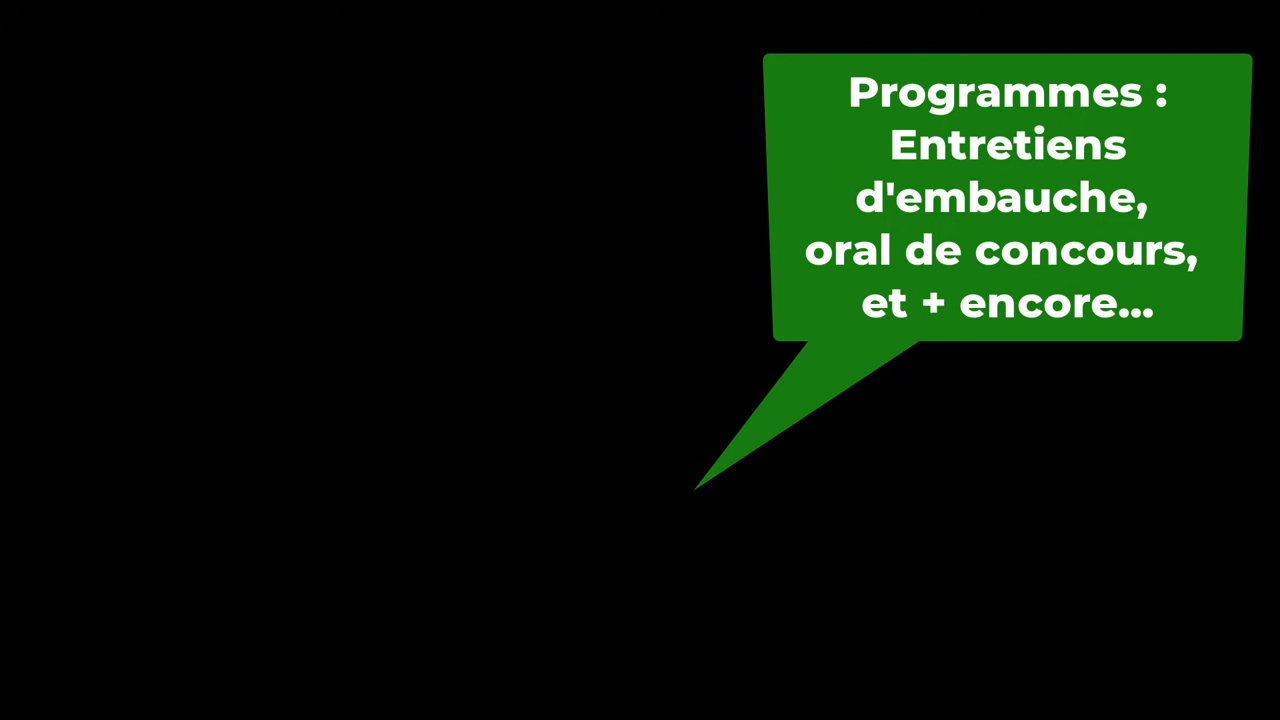 Programmes :
Entretiens
d'embauche,
oral de concours,
et + encore...